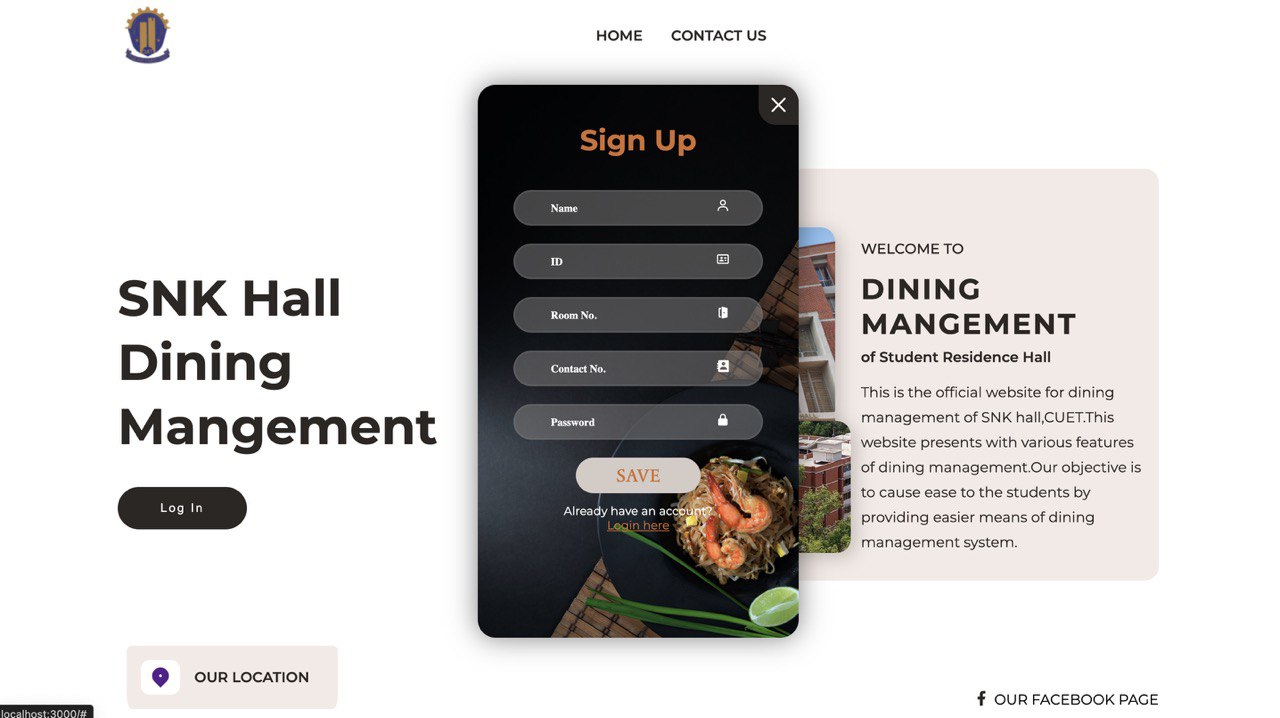 HOME
CONTACT US
Sign Up
Name
ID
Room No.
Contact No.
Password
SAVE
Already have an account?
Login here
SNK Hall
Dining
Mangement
Log In
WELCOME TO
DINING
MANGEMENT
of Student Residence Hall
This is the official website for dining
management of SNK hall,CUET.This
website presents with various features
of dining management.Our objective is
to cause ease to the students by
providing easier means of dining
management system.
OUR LOCATION
OUR FACEBOOK PAGE
localhost:3000/#